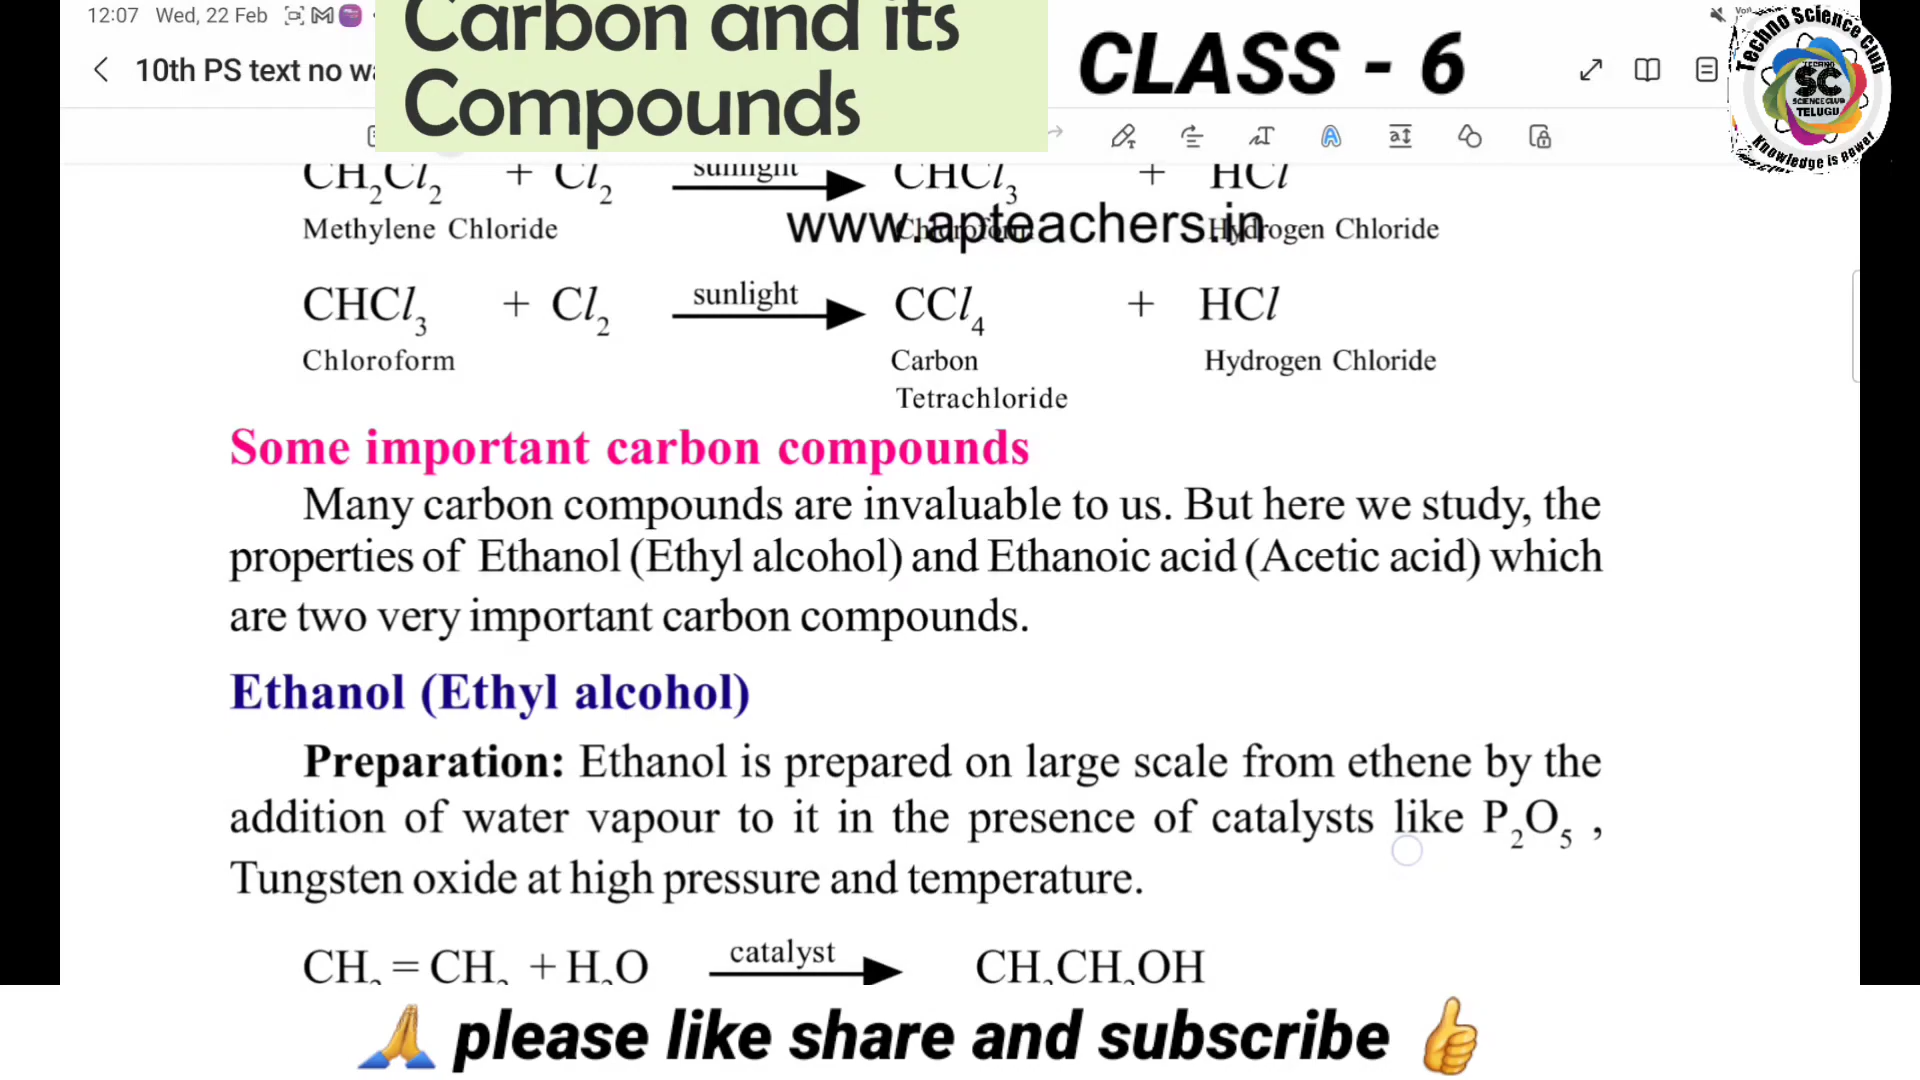 12:07 Wed, 22 Feb
10th PS text no
Carbon and its
Compounds
CLASS - 6
Techno Science Club
TECHNO
SC
SCIENCE CLUB
TELUGU
Knowledge is power
CH2Cl2 + Cl2 sunlight CHCl3 + HCl
Methylene Chloride Chloroform Hydrogen Chloride
www.apteachers.in
CHCl3 + Cl2 sunlight CCl4 + HCl
Chloroform Carbon Hydrogen Chloride
Tetrachloride
Some important carbon compounds
Many carbon compounds are invaluable to us. But here we study, the
properties of Ethanol (Ethyl alcohol) and Ethanoic acid (Acetic acid) which
are two very important carbon compounds.
Ethanol (Ethyl alcohol)
Preparation: Ethanol is prepared on large scale from ethene by the
addition of water vapour to it in the presence of catalysts like P2O5 ,
Tungsten oxide at high pressure and temperature.
CH2 = CH2 + H2O catalyst CH3CH2OH
🙏 please like share and subscribe 👍